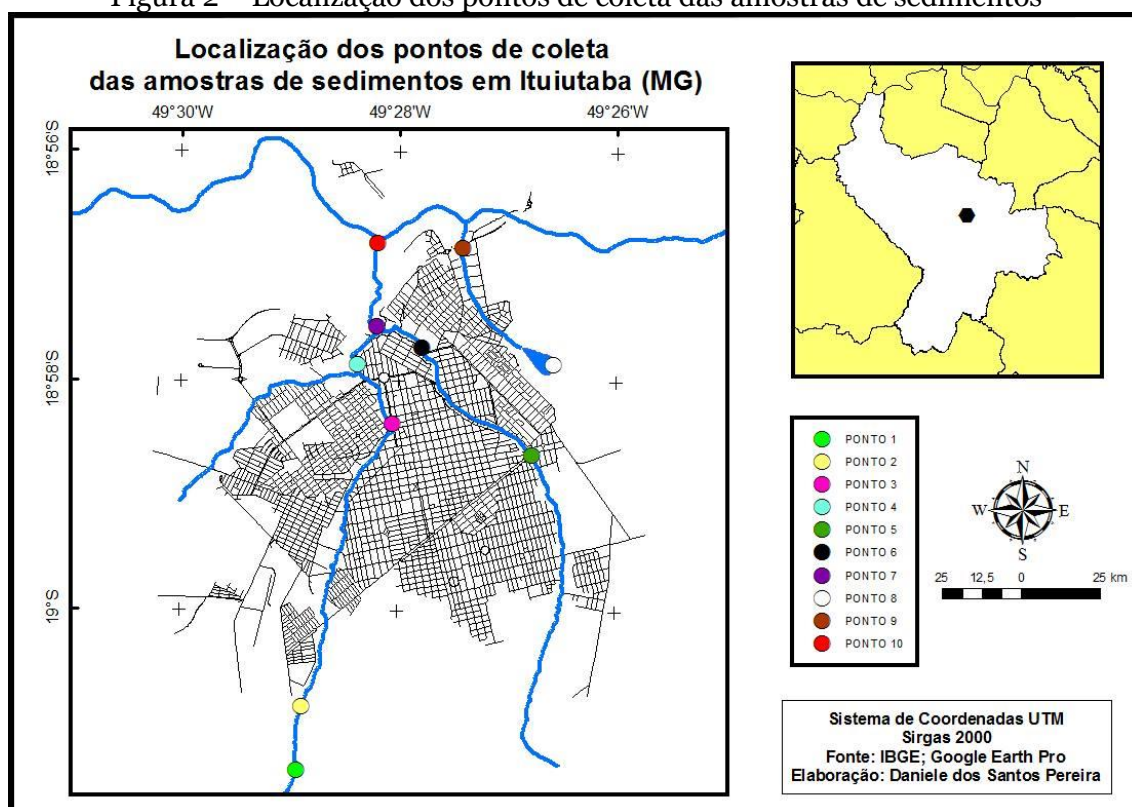 Figura 2 – Localização dos pontos de coleta das amostras de sedimentos
Localização dos pontos de coleta
das amostras de sedimentos em Ituiutaba (MG)
49°30'W 49°28'W 49°26'W
18°56'S
18°58'S
19°S
PONTO 1
PONTO 2
PONTO 3
PONTO 4
PONTO 5
PONTO 6
PONTO 7
PONTO 8
PONTO 9
PONTO 10
N
W E
S
25 12,5 0 25 km
Sistema de Coordenadas UTM
Sirgas 2000
Fonte: IBGE; Google Earth Pro
Elaboração: Daniele dos Santos Pereira